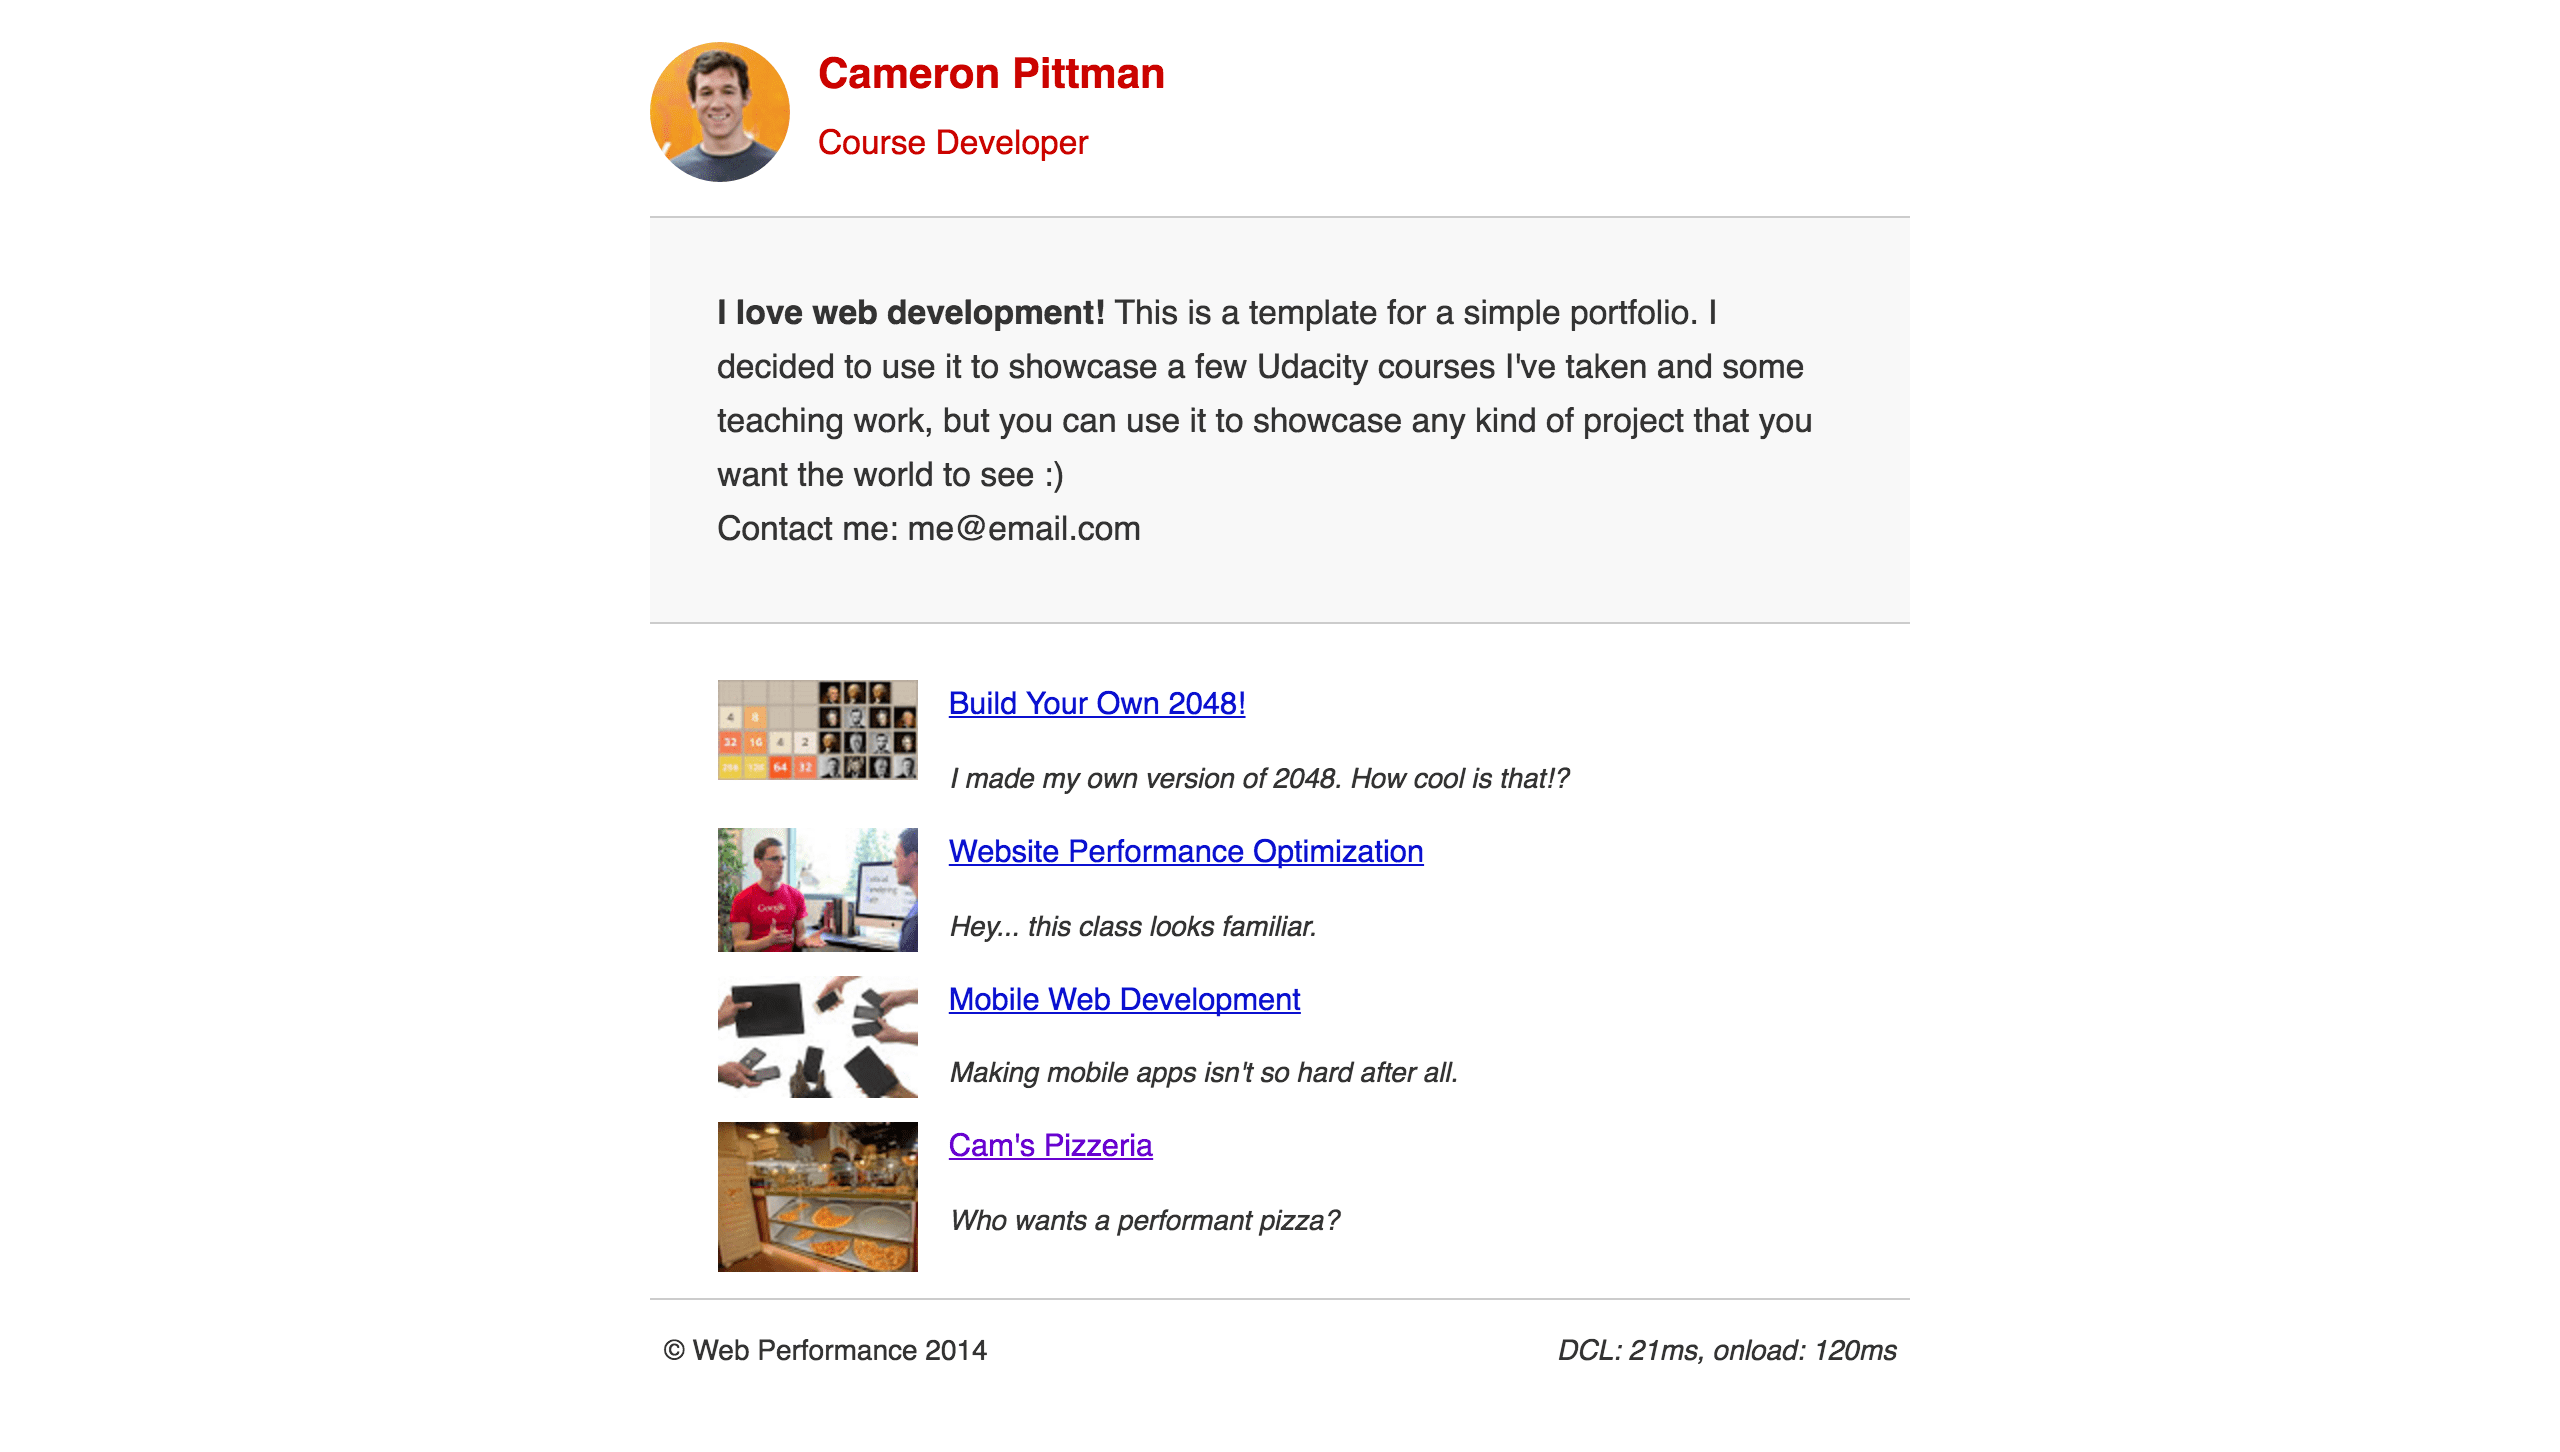 Cameron Pittman
Course Developer
I love web development! This is a template for a simple portfolio. I
decided to use it to showcase a few Udacity courses I've taken and some
teaching work, but you can use it to showcase any kind of project that you
want the world to see :)
Contact me: me@email.com
4 8
32 16 4 2
64 32
Build Your Own 2048!
I made my own version of 2048. How cool is that!?
Google
Website Performance Optimization
Hey... this class looks familiar.
Mobile Web Development
Making mobile apps isn't so hard after all.
Cam's Pizzeria
Who wants a performant pizza?
© Web Performance 2014
DCL: 21ms, onload: 120ms